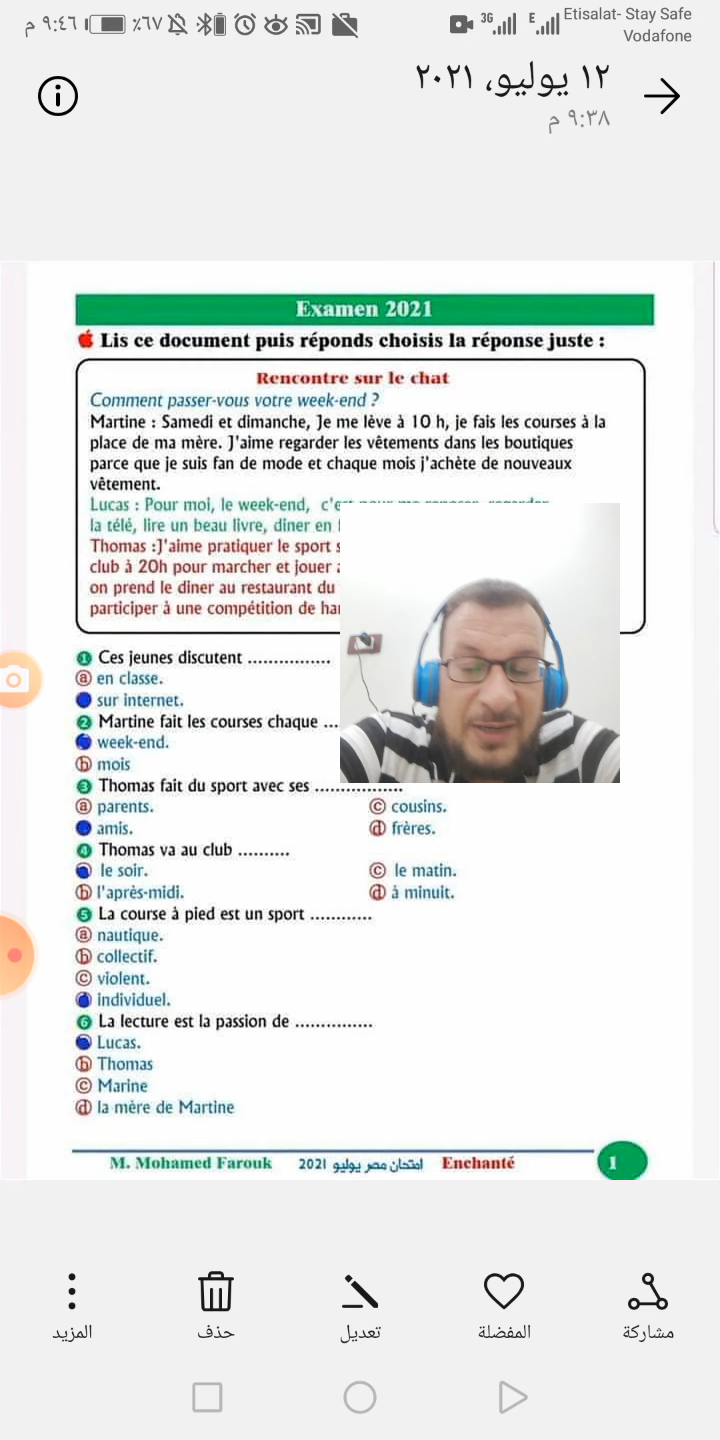 ٩:٤٦ م
٪٦٧
3G
E
Etisalat- Stay Safe
Vodafone
١٢ يوليو، ٢٠٢١
٩:٣٨ م
Examen 2021
Lis ce document puis réponds choisis la réponse juste :
Rencontre sur le chat
Comment passer-vous votre week-end ?
Martine : Samedi et dimanche, Je me lève à 10 h, je fais les courses à la
place de ma mère. J'aime regarder les vêtements dans les boutiques
parce que je suis fan de mode et chaque mois j'achète de nouveaux
vêtement.
Lucas : Pour moi, le week-end,
la télé, lire un beau livre, diner en
Thomas :J'aime pratiquer le sport
club à 20h pour marcher et jouer
on prend le diner au restaurant du
participer à une compétition de
1 Ces jeunes discutent ................
a en classe.
sur internet.
2 Martine fait les courses chaque ...
week-end.
b mois
3 Thomas fait du sport avec ses .................
a parents.
c cousins.
amis.
d frères.
4 Thomas va au club ..........
le soir.
c le matin.
b l'après-midi.
d à minuit.
5 La course à pied est un sport ............
a nautique.
b collectif.
c violent.
individuel.
6 La lecture est la passion de ...............
Lucas.
b Thomas
c Marine
d la mère de Martine
M. Mohamed Farouk امتحان مصر يوليو 2021 Enchanté 1
المزيد
حذف
تعديل
المفضلة
مشاركة